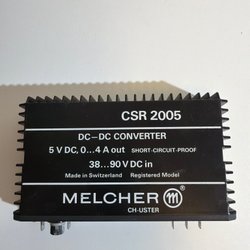 CSR 2005
DC-DC CONVERTER
5 V DC, 0...4 A out SHORT-CIRCUIT-PROOF
38...90 V DC in
Made in Switzerland Registered Model
MELCHER m
CH-USTER